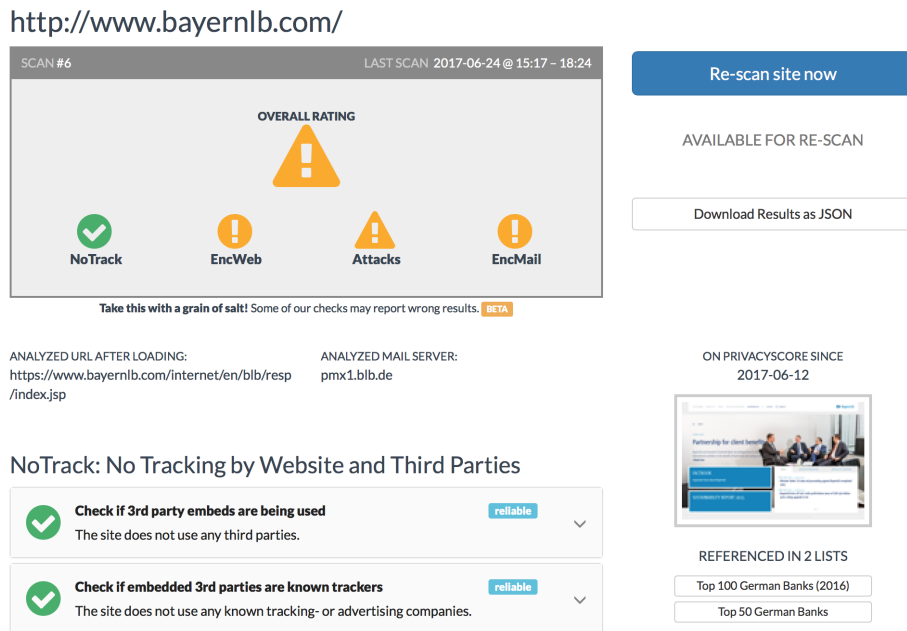 http://www.bayernlb.com/
SCAN #6
LAST SCAN 2017-06-24 @ 15:17 – 18:24
OVERALL RATING
NoTrack
EncWeb
Attacks
EncMail
Take this with a grain of salt! Some of our checks may report wrong results. BETA
ANALYZED URL AFTER LOADING:
https://www.bayernlb.com/internet/en/blb/resp
/index.jsp
ANALYZED MAIL SERVER:
pmx1.blb.de
NoTrack: No Tracking by Website and Third Parties
Check if 3rd party embeds are being used
reliable
The site does not use any third parties.
Check if embedded 3rd parties are known trackers
reliable
The site does not use any known tracking- or advertising companies.
Re-scan site now
AVAILABLE FOR RE-SCAN
Download Results as JSON
ON PRIVACYSCORE SINCE
2017-06-12
Partnership for client benefit
REFERENCED IN 2 LISTS
Top 100 German Banks (2016)
Top 50 German Banks